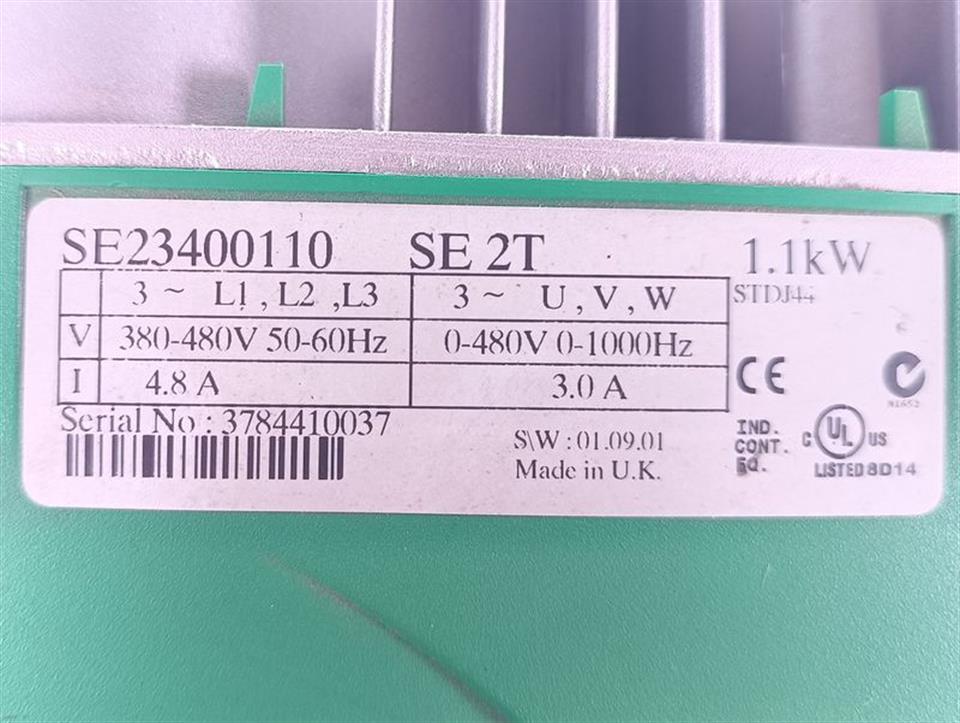 SE23400110 SE 2T 1.1kW
3 ~ L1 , L2 , L3 3 ~ U , V , W STDJ44
V 380-480V 50-60Hz 0-480V 0-1000Hz
I 4.8 A 3.0 A CE
N1652
Serial No : 3784410037
S/W : 01.09.01
Made in U.K.
IND.
CONT.
EQ.
C UL US
LISTED 8D14